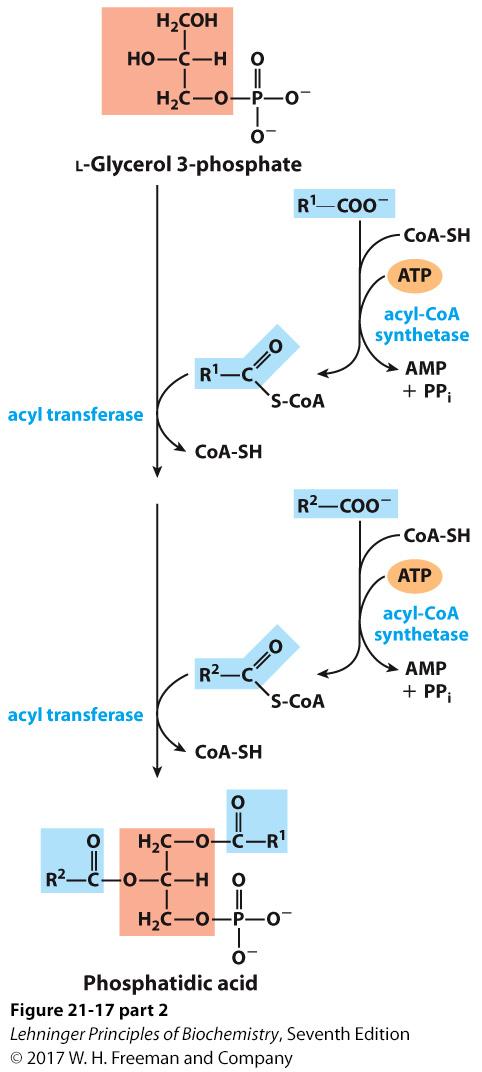 H₂COH
HO—C—H
O
H₂C—O—P—O⁻
O⁻
L-Glycerol 3-phosphate
R¹—COO⁻
CoA-SH
ATP
acyl-CoA
synthetase
AMP
+ PPᵢ
O
R¹—C
S-CoA
acyl transferase
CoA-SH
R²—COO⁻
CoA-SH
ATP
acyl-CoA
synthetase
AMP
+ PPᵢ
O
R²—C
S-CoA
acyl transferase
CoA-SH
O
H₂C—O—C—R¹
O
R²—C—O—C—H
O
H₂C—O—P—O⁻
O⁻
Phosphatidic acid
Figure 21-17 part 2
Lehninger Principles of Biochemistry, Seventh Edition
© 2017 W. H. Freeman and Company